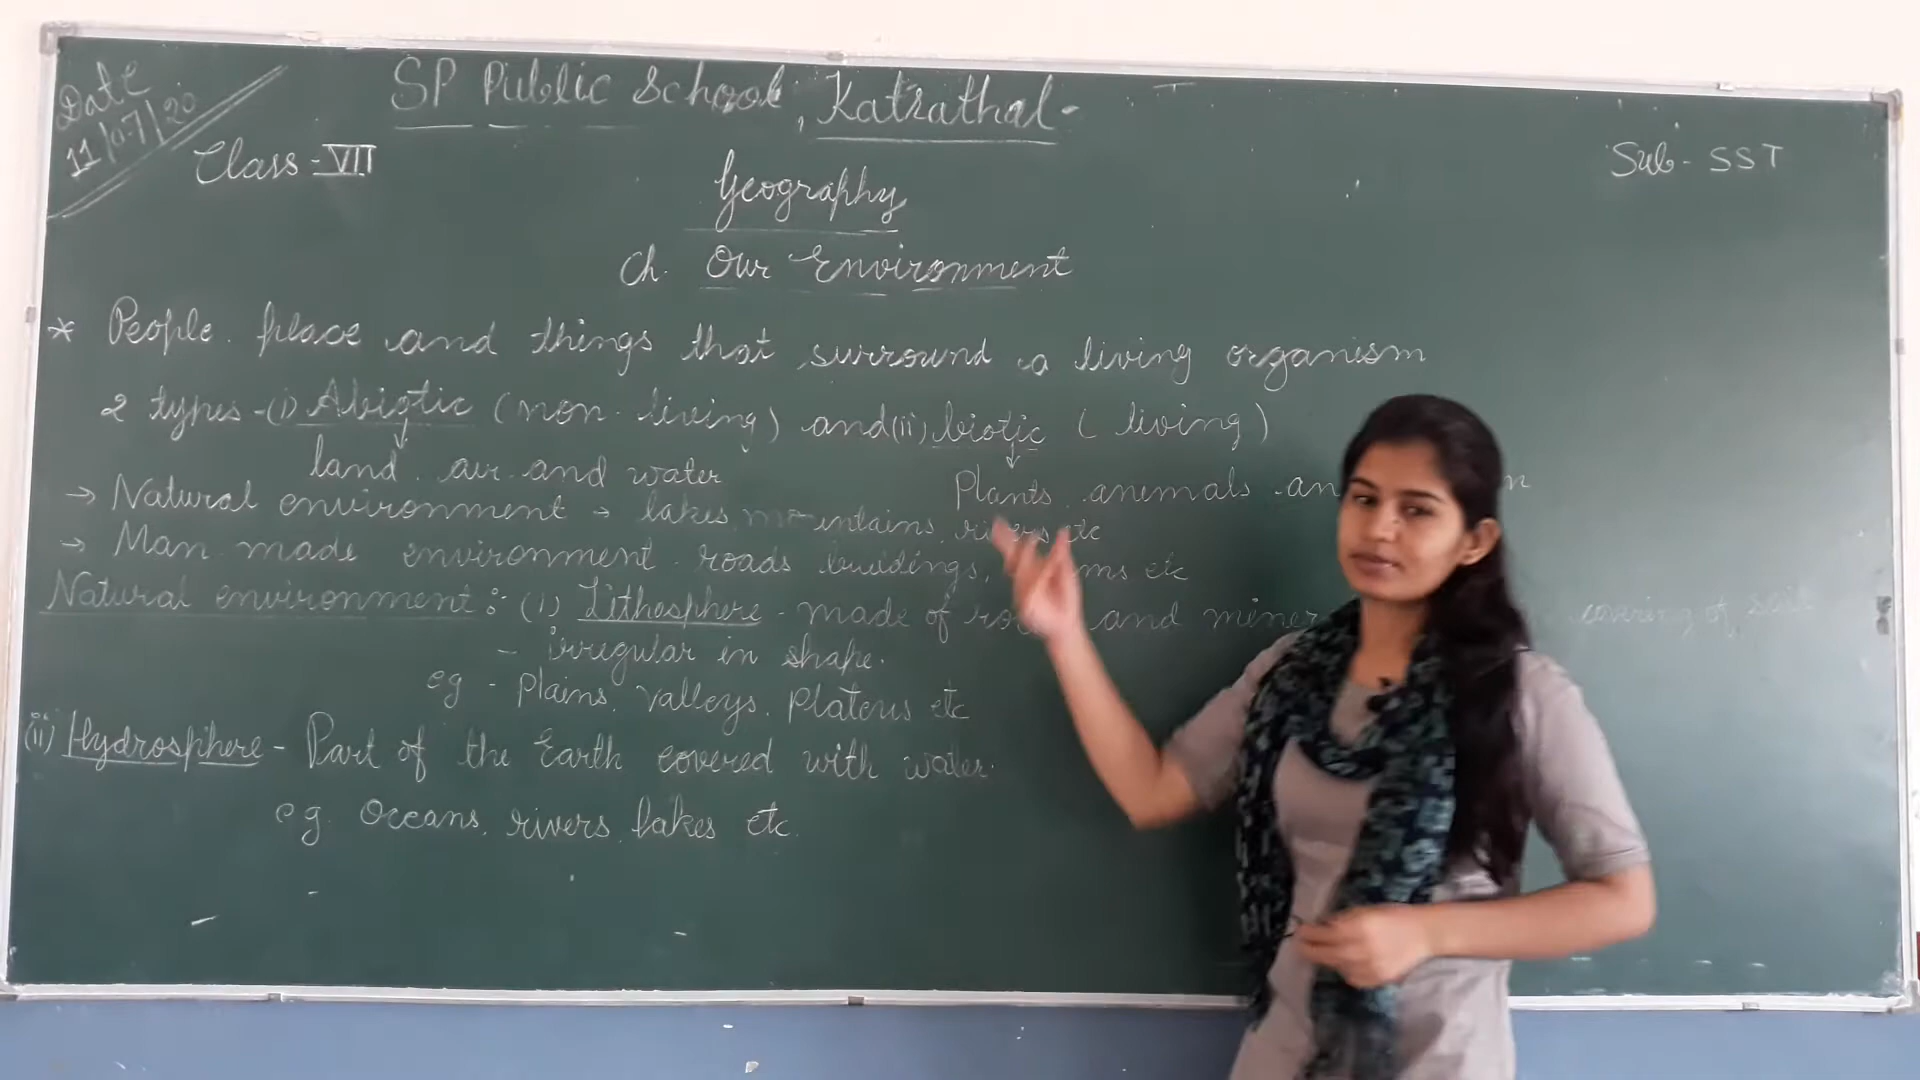 Date
11/07/20
SP Public School, Katrathal-
Class - VII
Sub - SST
Geography
Ch. Our Environment
* People. place and things that surround a living organism
2 types -(i) Abiotic (non-living) and (ii) biotic (living)
land. air and water
Plants. anemals
→ Natural environment → lakes, mountains, rivers etc
→ Man made environment - roads buildings, etc
Natural environment :- (i) Lithosphere - made of and covering of soil
- irregular in shape.
eg - Plains, valleys, Plateus etc
(ii) Hydrosphere - Part of the Earth covered with water.
eg. Oceans, rivers, lakes etc.